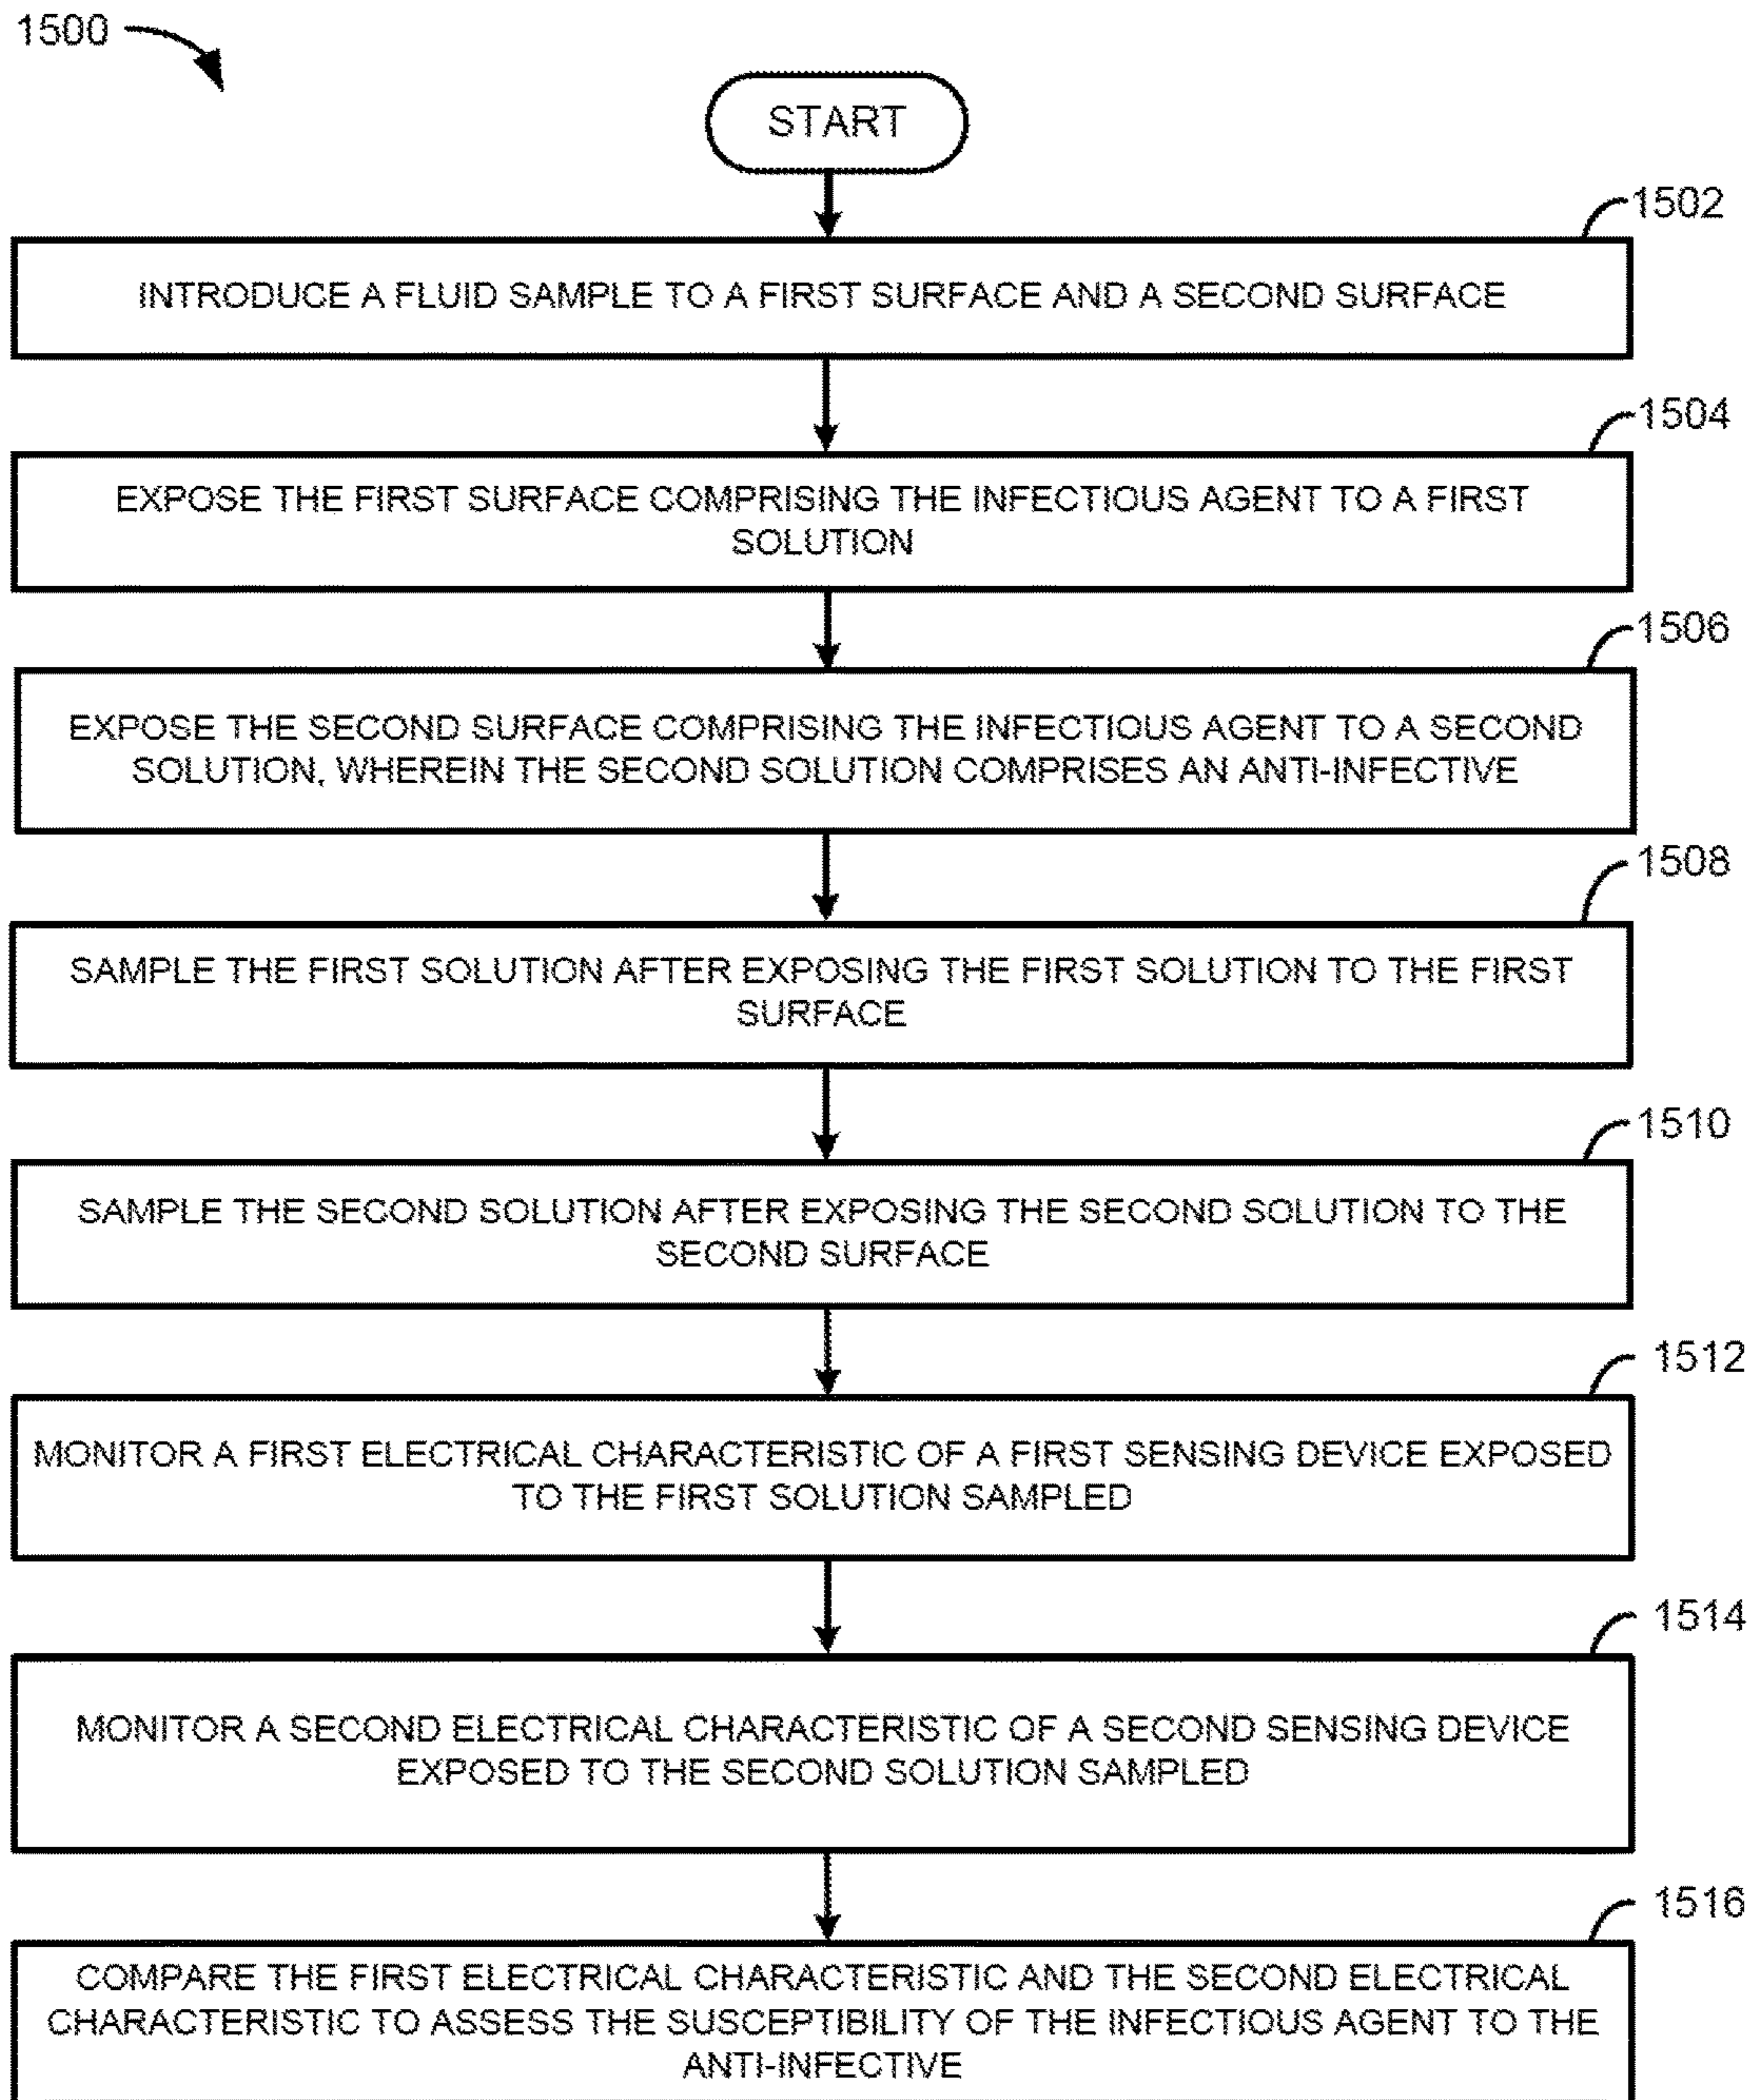 1500
START
1502
INTRODUCE A FLUID SAMPLE TO A FIRST SURFACE AND A SECOND SURFACE
1504
EXPOSE THE FIRST SURFACE COMPRISING THE INFECTIOUS AGENT TO A FIRST
SOLUTION
1506
EXPOSE THE SECOND SURFACE COMPRISING THE INFECTIOUS AGENT TO A SECOND
SOLUTION, WHEREIN THE SECOND SOLUTION COMPRISES AN ANTI-INFECTIVE
1508
SAMPLE THE FIRST SOLUTION AFTER EXPOSING THE FIRST SOLUTION TO THE FIRST
SURFACE
1510
SAMPLE THE SECOND SOLUTION AFTER EXPOSING THE SECOND SOLUTION TO THE
SECOND SURFACE
1512
MONITOR A FIRST ELECTRICAL CHARACTERISTIC OF A FIRST SENSING DEVICE EXPOSED
TO THE FIRST SOLUTION SAMPLED
1514
MONITOR A SECOND ELECTRICAL CHARACTERISTIC OF A SECOND SENSING DEVICE
EXPOSED TO THE SECOND SOLUTION SAMPLED
1516
COMPARE THE FIRST ELECTRICAL CHARACTERISTIC AND THE SECOND ELECTRICAL
CHARACTERISTIC TO ASSESS THE SUSCEPTIBILITY OF THE INFECTIOUS AGENT TO THE
ANTI-INFECTIVE